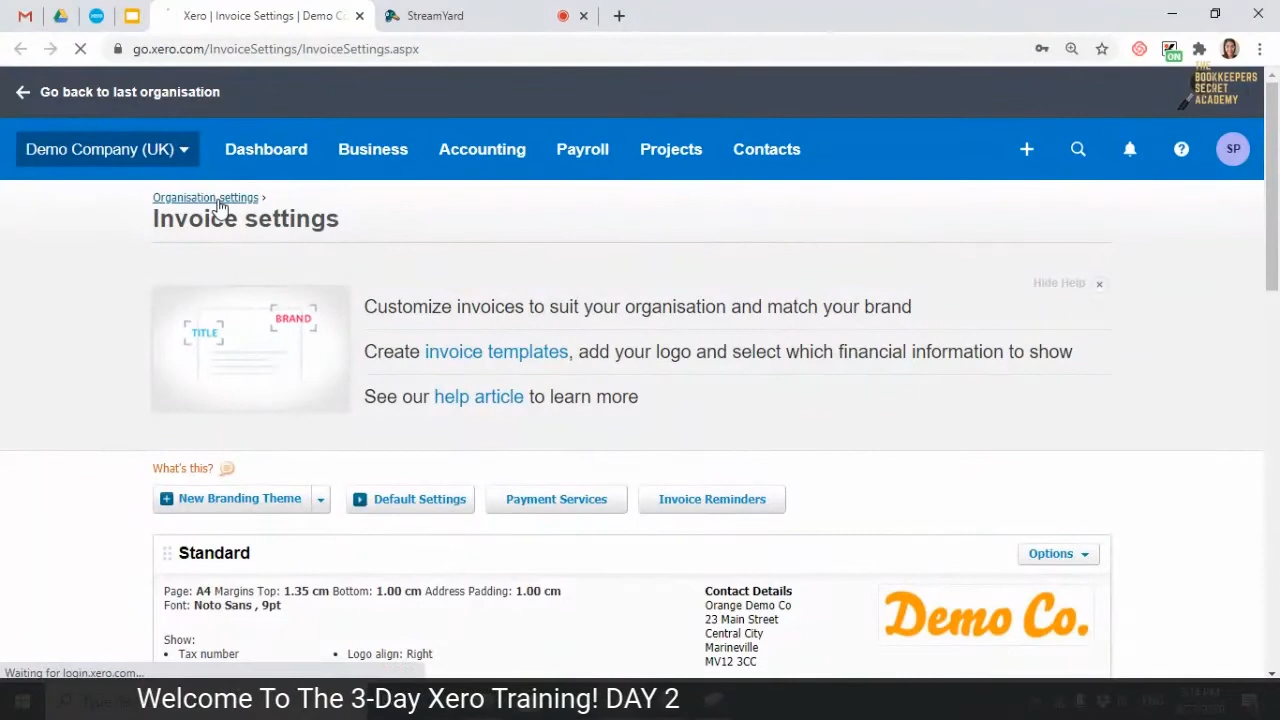 Xero | Invoice Settings | Demo Co
StreamYard
go.xero.com/InvoiceSettings/InvoiceSettings.aspx
ON
Go back to last organisation
THE
BOOKKEEPERS
SECRET
ACADEMY
Demo Company (UK)
Dashboard
Business
Accounting
Payroll
Projects
Contacts
SP
Organisation settings ›
Invoice settings
Hide Help
TITLE
BRAND
Customize invoices to suit your organisation and match your brand
Create invoice templates, add your logo and select which financial information to show
See our help article to learn more
What's this?
New Branding Theme
Default Settings
Payment Services
Invoice Reminders
Standard
Options
Page: A4 Margins Top: 1.35 cm Bottom: 1.00 cm Address Padding: 1.00 cm
Font: Noto Sans , 9pt
Show:
• Tax number
• Logo align: Right
Contact Details
Orange Demo Co
23 Main Street
Central City
Marineville
MV12 3CC
Demo Co.
Waiting for login.xero.com...
Welcome To The 3-Day Xero Training! DAY 2